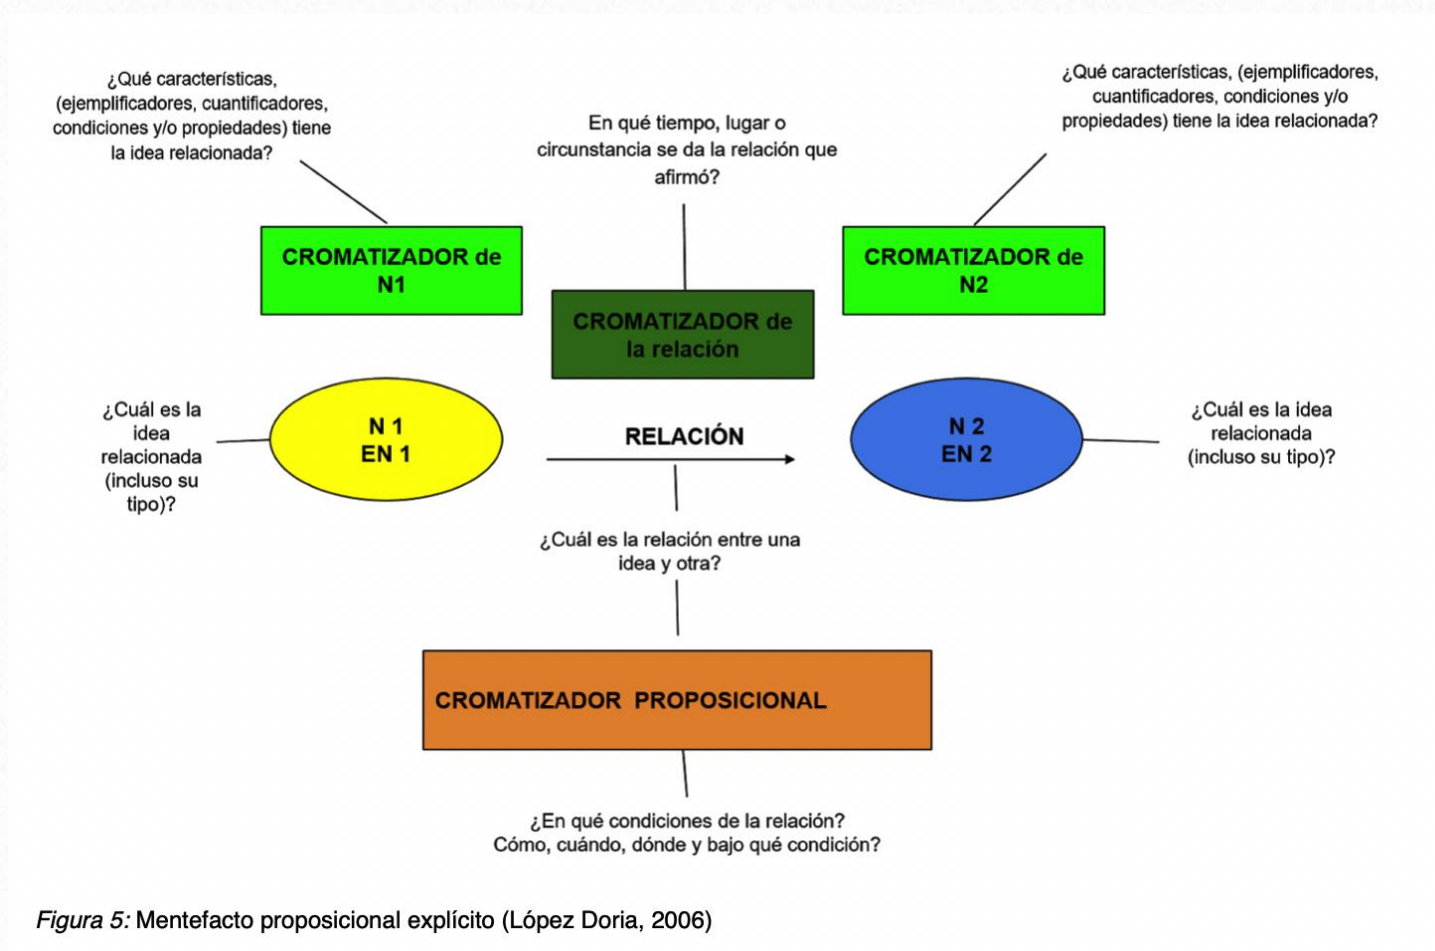 ¿Qué características,
(ejemplificadores, cuantificadores,
condiciones y/o propiedades) tiene
la idea relacionada?
En qué tiempo, lugar o
circunstancia se da la relación que
afirmó?
¿Qué características, (ejemplificadores,
cuantificadores, condiciones y/o
propiedades) tiene la idea relacionada?
CROMATIZADOR de
N1
CROMATIZADOR de
la relación
CROMATIZADOR de
N2
¿Cuál es la
idea
relacionada
(incluso su
tipo)?
N 1
EN 1
RELACIÓN
N 2
EN 2
¿Cuál es la idea
relacionada
(incluso su tipo)?
¿Cuál es la relación entre una
idea y otra?
CROMATIZADOR PROPOSICIONAL
¿En qué condiciones de la relación?
Cómo, cuándo, dónde y bajo qué condición?
Figura 5: Mentefacto proposicional explícito (López Doria, 2006)